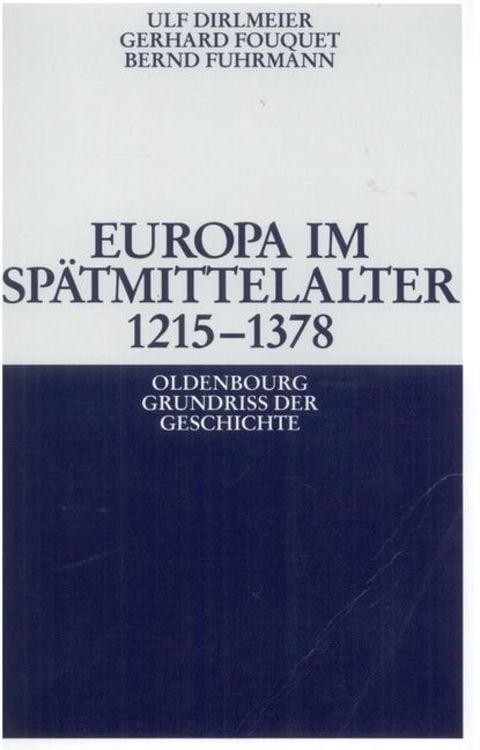 ULF DIRLMEIER
GERHARD FOUQUET
BERND FUHRMANN
EUROPA IM
SPÄTMITTELALTER
1215–1378
OLDENBOURG
GRUNDRISS DER
GESCHICHTE